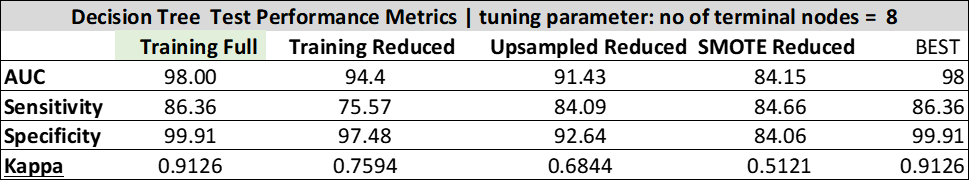 Decision Tree  Test Performance Metrics | tuning parameter: no of terminal nodes =  8
Training Full Training Reduced Upsampled Reduced SMOTE Reduced BEST
AUC 98.00 94.4 91.43 84.15 98
Sensitivity 86.36 75.57 84.09 84.66 86.36
Specificity 99.91 97.48 92.64 84.06 99.91
Kappa 0.9126 0.7594 0.6844 0.5121 0.9126